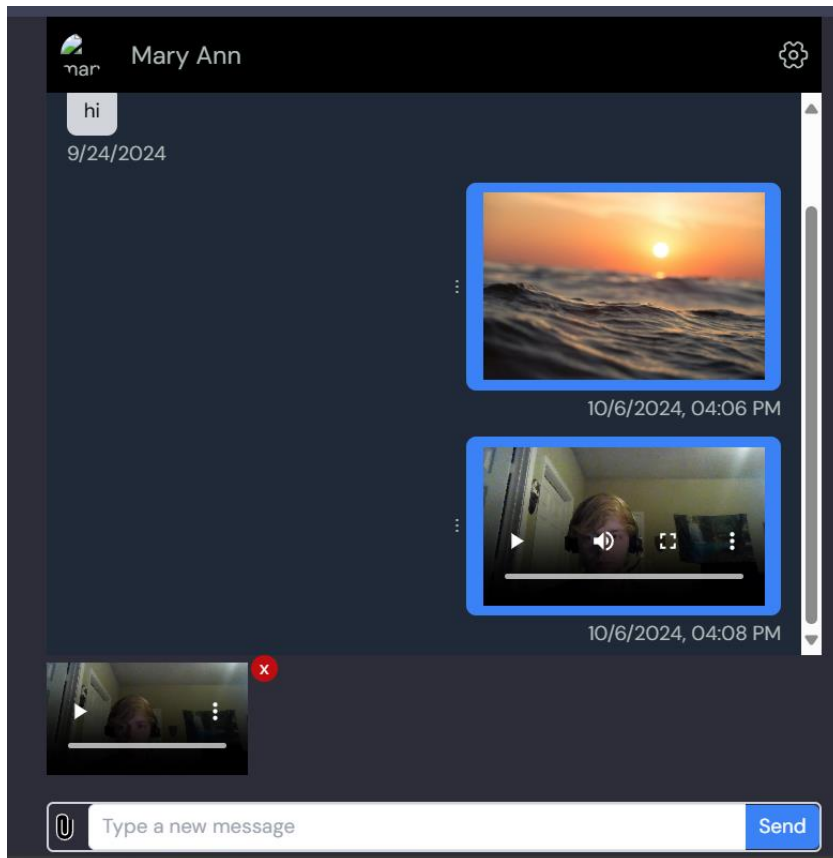 mar
Mary Ann
hi
9/24/2024
10/6/2024, 04:06 PM
10/6/2024, 04:08 PM
x
Type a new message
Send